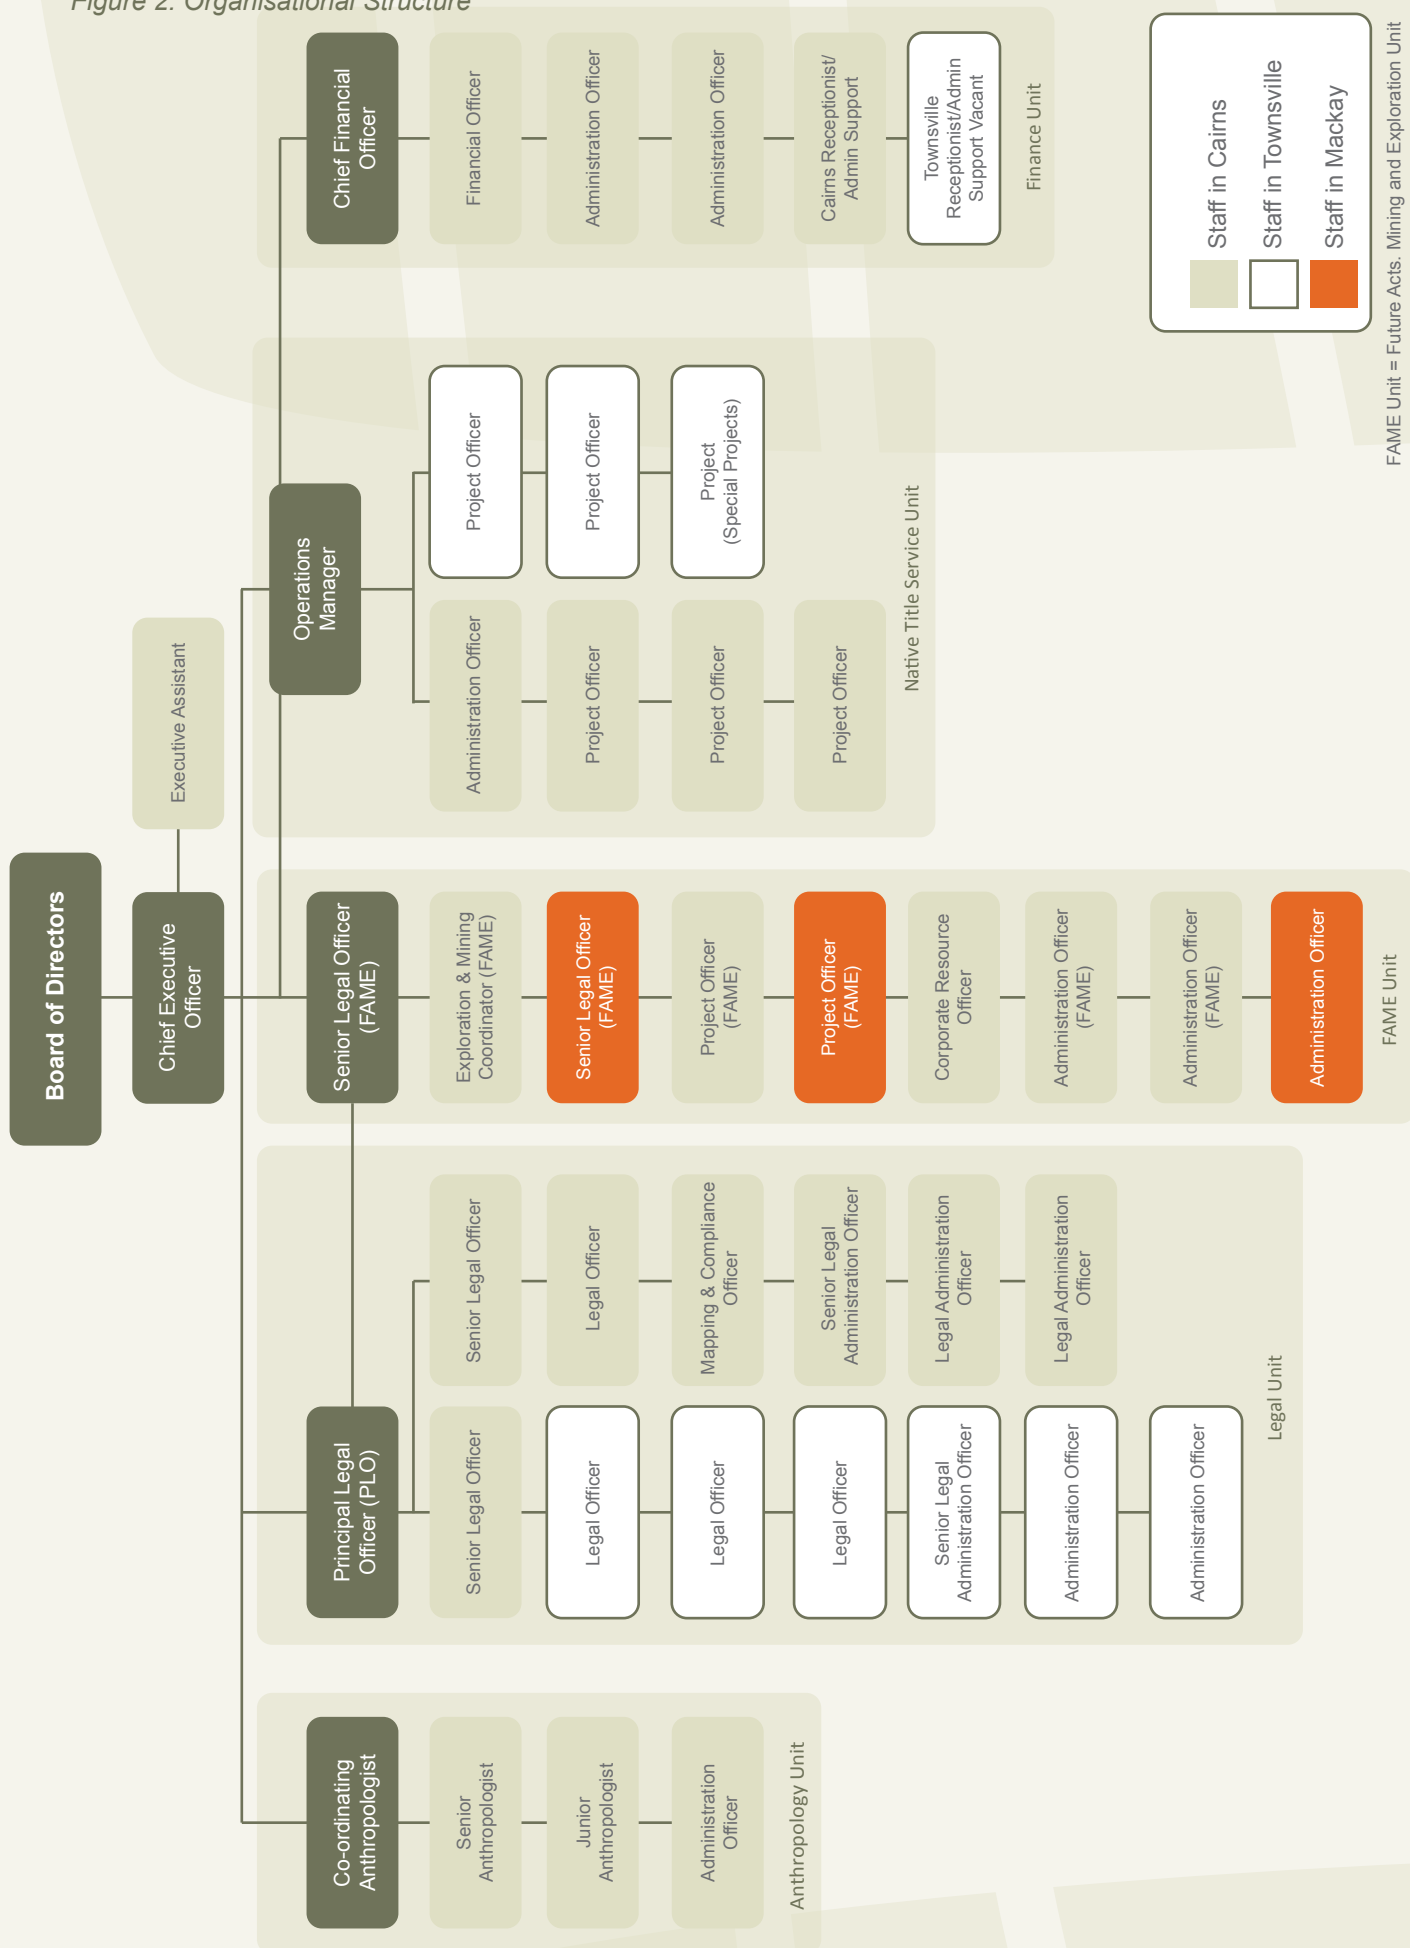 Figure 2: Organisational Structure
Board of Directors
Chief Executive
Officer
Executive Assistant
Co-ordinating
Anthropologist
Senior
Anthropologist
Junior
Anthropologist
Administration
Officer
Anthropology Unit
Principal Legal
Officer (PLO)
Senior Legal Officer
Legal Officer
Legal Officer
Legal Officer
Senior Legal
Administration Officer
Administration Officer
Administration Officer
Senior Legal Officer
Legal Officer
Mapping & Compliance
Officer
Senior Legal
Administration Officer
Legal Administration
Officer
Legal Administration
Officer
Legal Unit
Senior Legal Officer
(FAME)
Exploration & Mining
Coordinator (FAME)
Senior Legal Officer
(FAME)
Project Officer
(FAME)
Project Officer
(FAME)
Corporate Resource
Officer
Administration Officer
(FAME)
Administration Officer
(FAME)
Administration Officer
FAME Unit
Operations
Manager
Administration Officer
Project Officer
Project Officer
Project Officer
Project Officer
Project Officer
Project
(Special Projects)
Native Title Service Unit
Chief Financial
Officer
Financial Officer
Administration Officer
Administration Officer
Cairns Receptionist/
Admin Support
Townsville
Receptionist/Admin
Support Vacant
Finance Unit
Staff in Cairns
Staff in Townsville
Staff in Mackay
FAME Unit = Future Acts. Mining and Exploration Unit